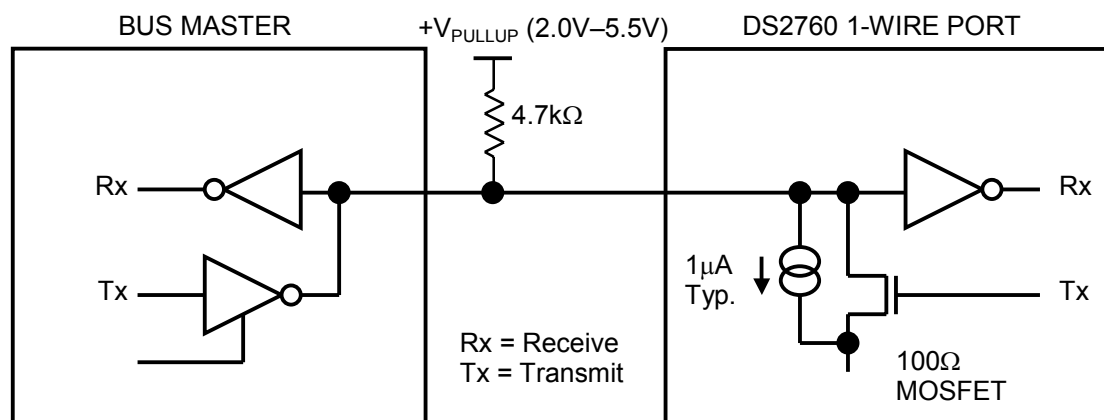 BUS MASTER
+VPULLUP (2.0V–5.5V)
DS2760 1-WIRE PORT
4.7kΩ
Rx
Rx
1μA
Typ.
Tx
Tx
Rx = Receive
Tx = Transmit
100Ω
MOSFET